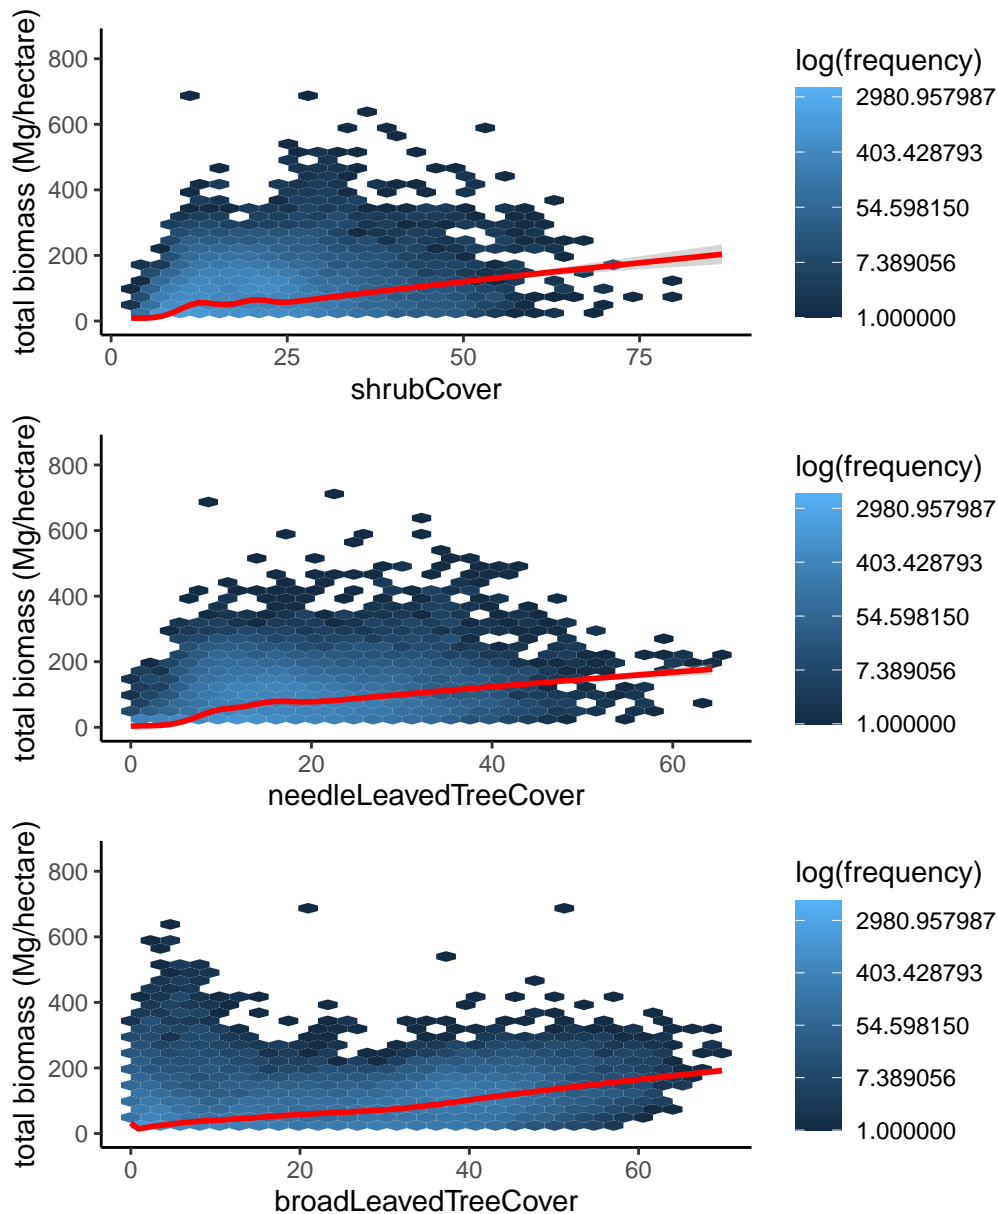 total biomass (Mg/hectare)
800
600
400
200
0
0 25 50 75
shrubCover
log(frequency)
2980.957987
403.428793
54.598150
7.389056
1.000000
total biomass (Mg/hectare)
800
600
400
200
0
0 20 40 60
needleLeavedTreeCover
log(frequency)
2980.957987
403.428793
54.598150
7.389056
1.000000
total biomass (Mg/hectare)
800
600
400
200
0
0 20 40 60
broadLeavedTreeCover
log(frequency)
2980.957987
403.428793
54.598150
7.389056
1.000000